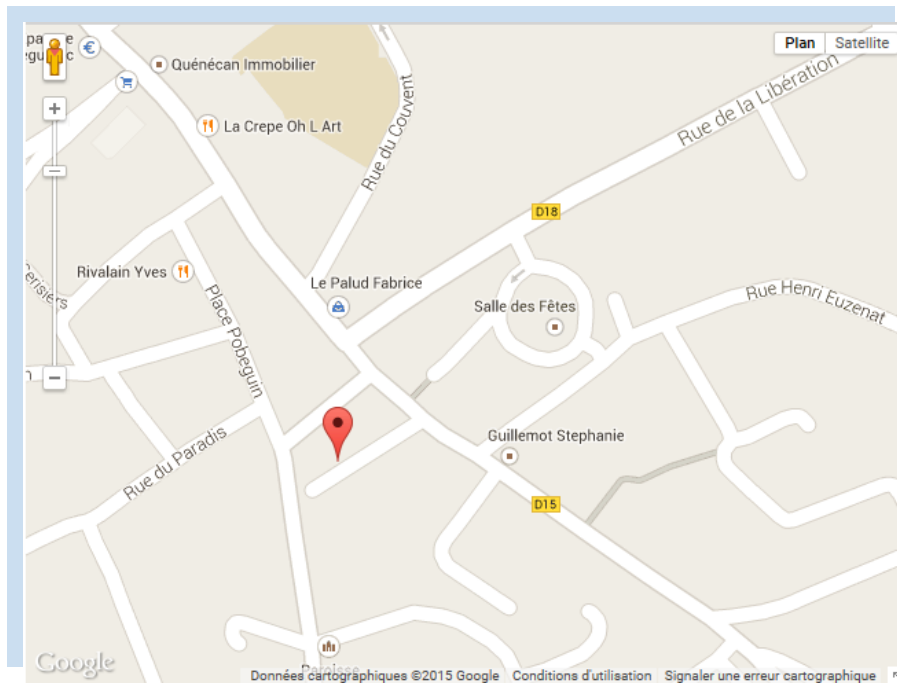 Plan
Satellite
€
Quénécan Immobilier
La Crepe Oh L Art
Rue du Couvent
Rue de la Libération
D18
Rivalain Yves
Le Palud Fabrice
Salle des Fêtes
Rue Henri Euzenat
Place Pobeguin
Rue du Paradis
Guillemot Stephanie
D15
Paroisse
Google
Données cartographiques ©2015 Google
Conditions d'utilisation
Signaler une erreur cartographique